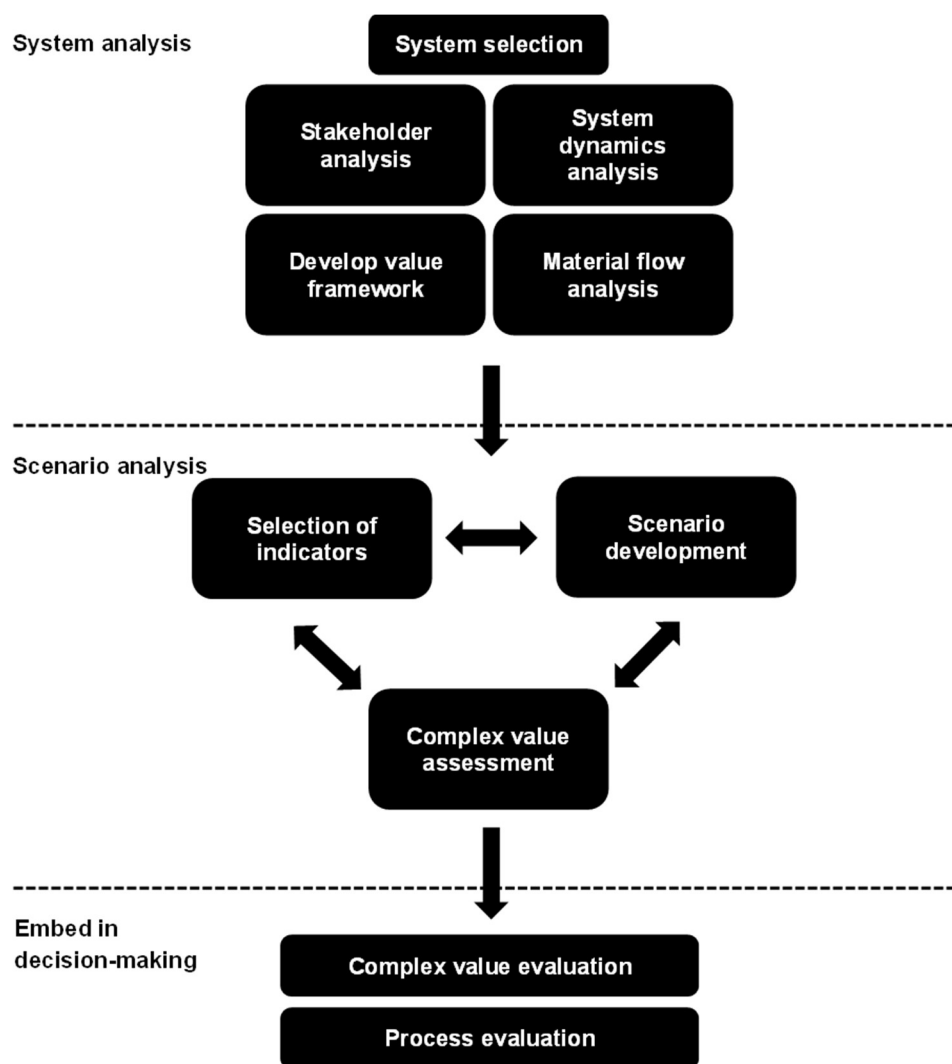 System analysis
System selection
Stakeholder
analysis
System
dynamics
analysis
Develop value
framework
Material flow
analysis
Scenario analysis
Selection of
indicators
Scenario
development
Complex value
assessment
Embed in
decision-making
Complex value evaluation
Process evaluation